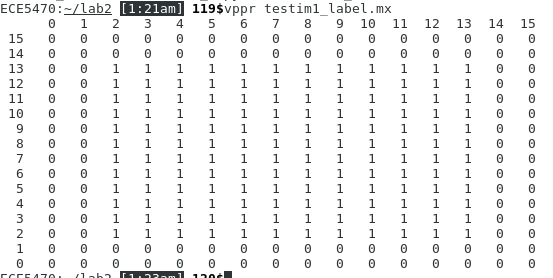 ECE5470:~/lab2 [1:21am] 119$vppr testim1_label.mx
0 1 2 3 4 5 6 7 8 9 10 11 12 13 14 15
15 0 0 0 0 0 0 0 0 0 0 0 0 0 0 0 0
14 0 0 0 0 0 0 0 0 0 0 0 0 0 0 0 0
13 0 0 1 1 1 1 1 1 1 1 1 1 1 1 0 0
12 0 0 1 1 1 1 1 1 1 1 1 1 1 1 0 0
11 0 0 1 1 1 1 1 1 1 1 1 1 1 1 0 0
10 0 0 1 1 1 1 1 1 1 1 1 1 1 1 0 0
9 0 0 1 1 1 1 1 1 1 1 1 1 1 1 0 0
8 0 0 1 1 1 1 1 1 1 1 1 1 1 1 0 0
7 0 0 1 1 1 1 1 1 1 1 1 1 1 1 0 0
6 0 0 1 1 1 1 1 1 1 1 1 1 1 1 0 0
5 0 0 1 1 1 1 1 1 1 1 1 1 1 1 0 0
4 0 0 1 1 1 1 1 1 1 1 1 1 1 1 0 0
3 0 0 1 1 1 1 1 1 1 1 1 1 1 1 0 0
2 0 0 1 1 1 1 1 1 1 1 1 1 1 1 0 0
1 0 0 0 0 0 0 0 0 0 0 0 0 0 0 0 0
0 0 0 0 0 0 0 0 0 0 0 0 0 0 0 0 0
ECE5470:~/lab2 [1:23am] 120$